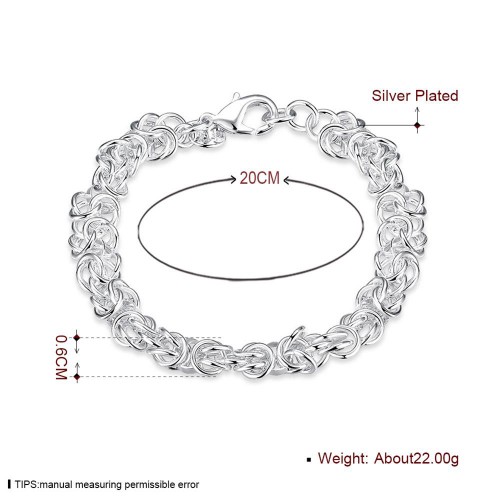 Silver Plated
20CM
0.6CM
Weight: About22.00g
TIPS:manual measuring permissible error